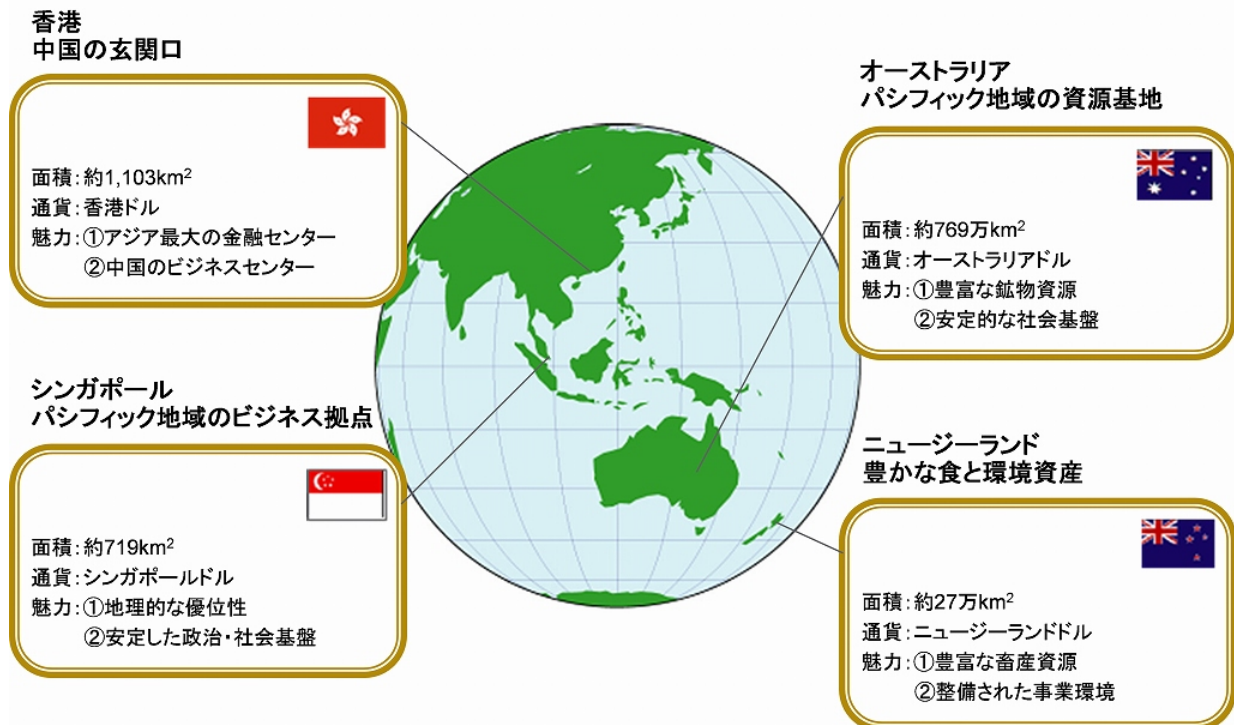 香港
中国の玄関口
面積：約1,103km²
通貨：香港ドル
魅力：①アジア最大の金融センター
②中国のビジネスセンター
シンガポール
パシフィック地域のビジネス拠点
面積：約719km²
通貨：シンガポールドル
魅力：①地理的な優位性
②安定した政治・社会基盤
オーストラリア
パシフィック地域の資源基地
面積：約769万km²
通貨：オーストラリアドル
魅力：①豊富な鉱物資源
②安定的な社会基盤
ニュージーランド
豊かな食と環境資産
面積：約27万km²
通貨：ニュージーランドドル
魅力：①豊富な畜産資源
②整備された事業環境